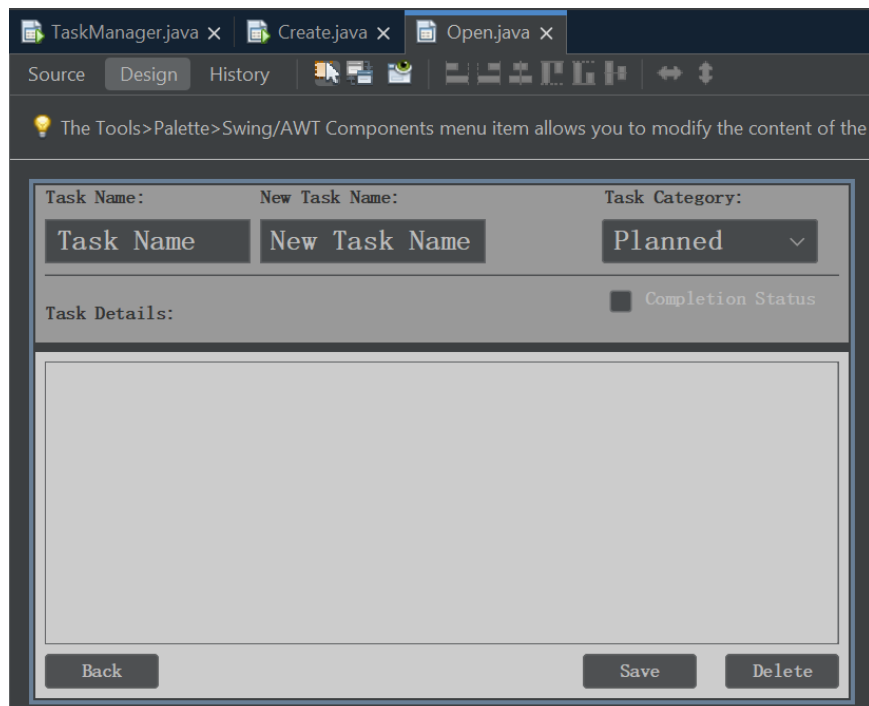 TaskManager.java Create.java Open.java
Source Design History
The Tools>Palette>Swing/AWT Components menu item allows you to modify the content of the
Task Name: New Task Name: Task Category:
Task Name New Task Name Planned
Completion Status
Task Details:
Back Save Delete